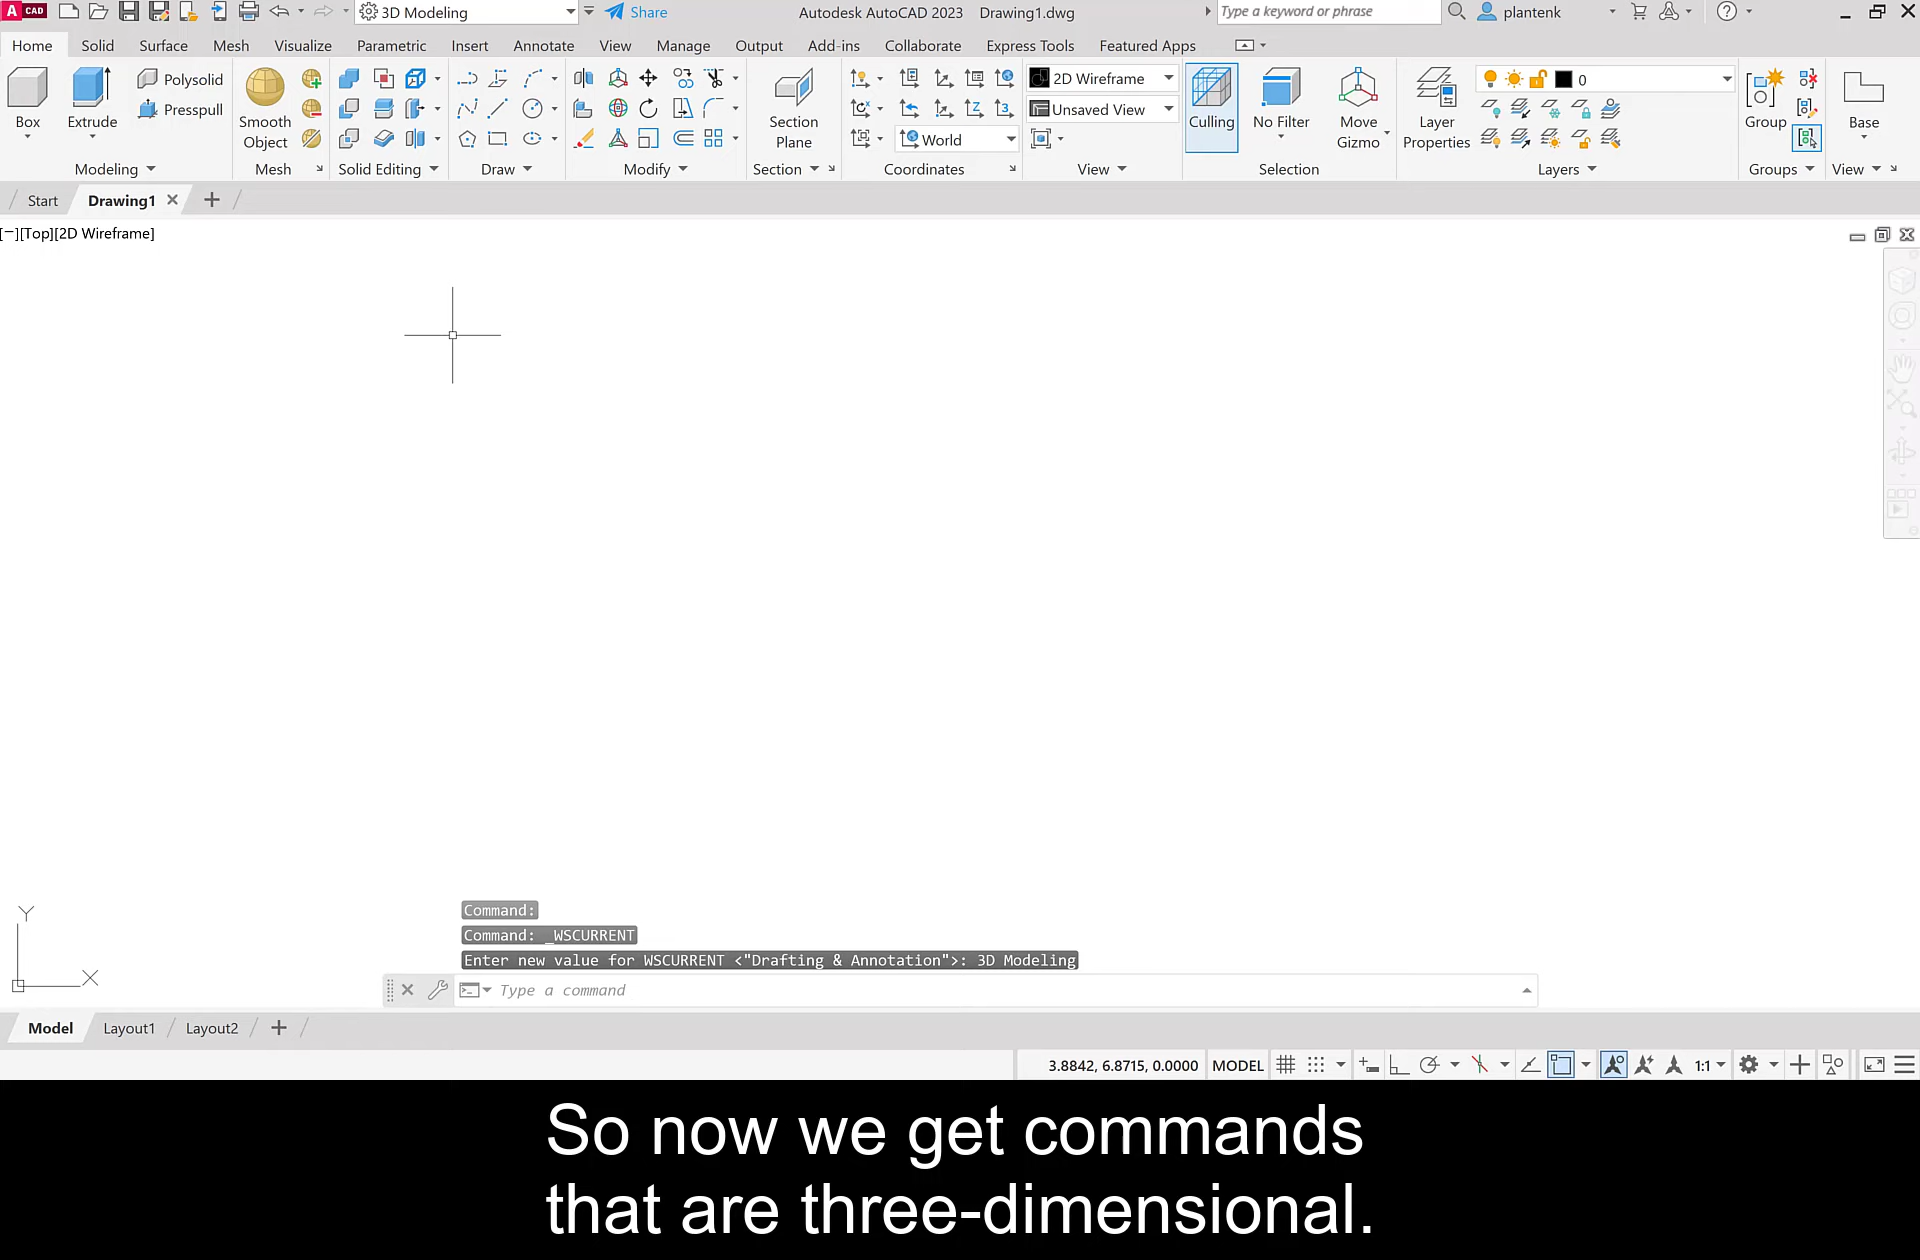 A CAD
3D Modeling
Share
Autodesk AutoCAD 2023 Drawing1.dwg
Type a keyword or phrase
plantenk
Home Solid Surface Mesh Visualize Parametric Insert Annotate View Manage Output Add-ins Collaborate Express Tools Featured Apps
Box
Extrude
Polysolid
Presspull
Modeling
Smooth
Object
Mesh
Solid Editing
Draw
Modify
Section
Plane
Section
World
Coordinates
2D Wireframe
Unsaved View
View
Culling
No Filter
Move
Gizmo
Selection
Layer
Properties
0
Layers
Group
Groups
Base
View
Start Drawing1
[−][Top][2D Wireframe]
Y
X
Command:
Command: _WSCURRENT
Enter new value for WSCURRENT <"Drafting & Annotation">: 3D Modeling
Type a command
Model Layout1 Layout2
3.8842, 6.8715, 0.0000 MODEL 1:1
So now we get commands
that are three-dimensional.